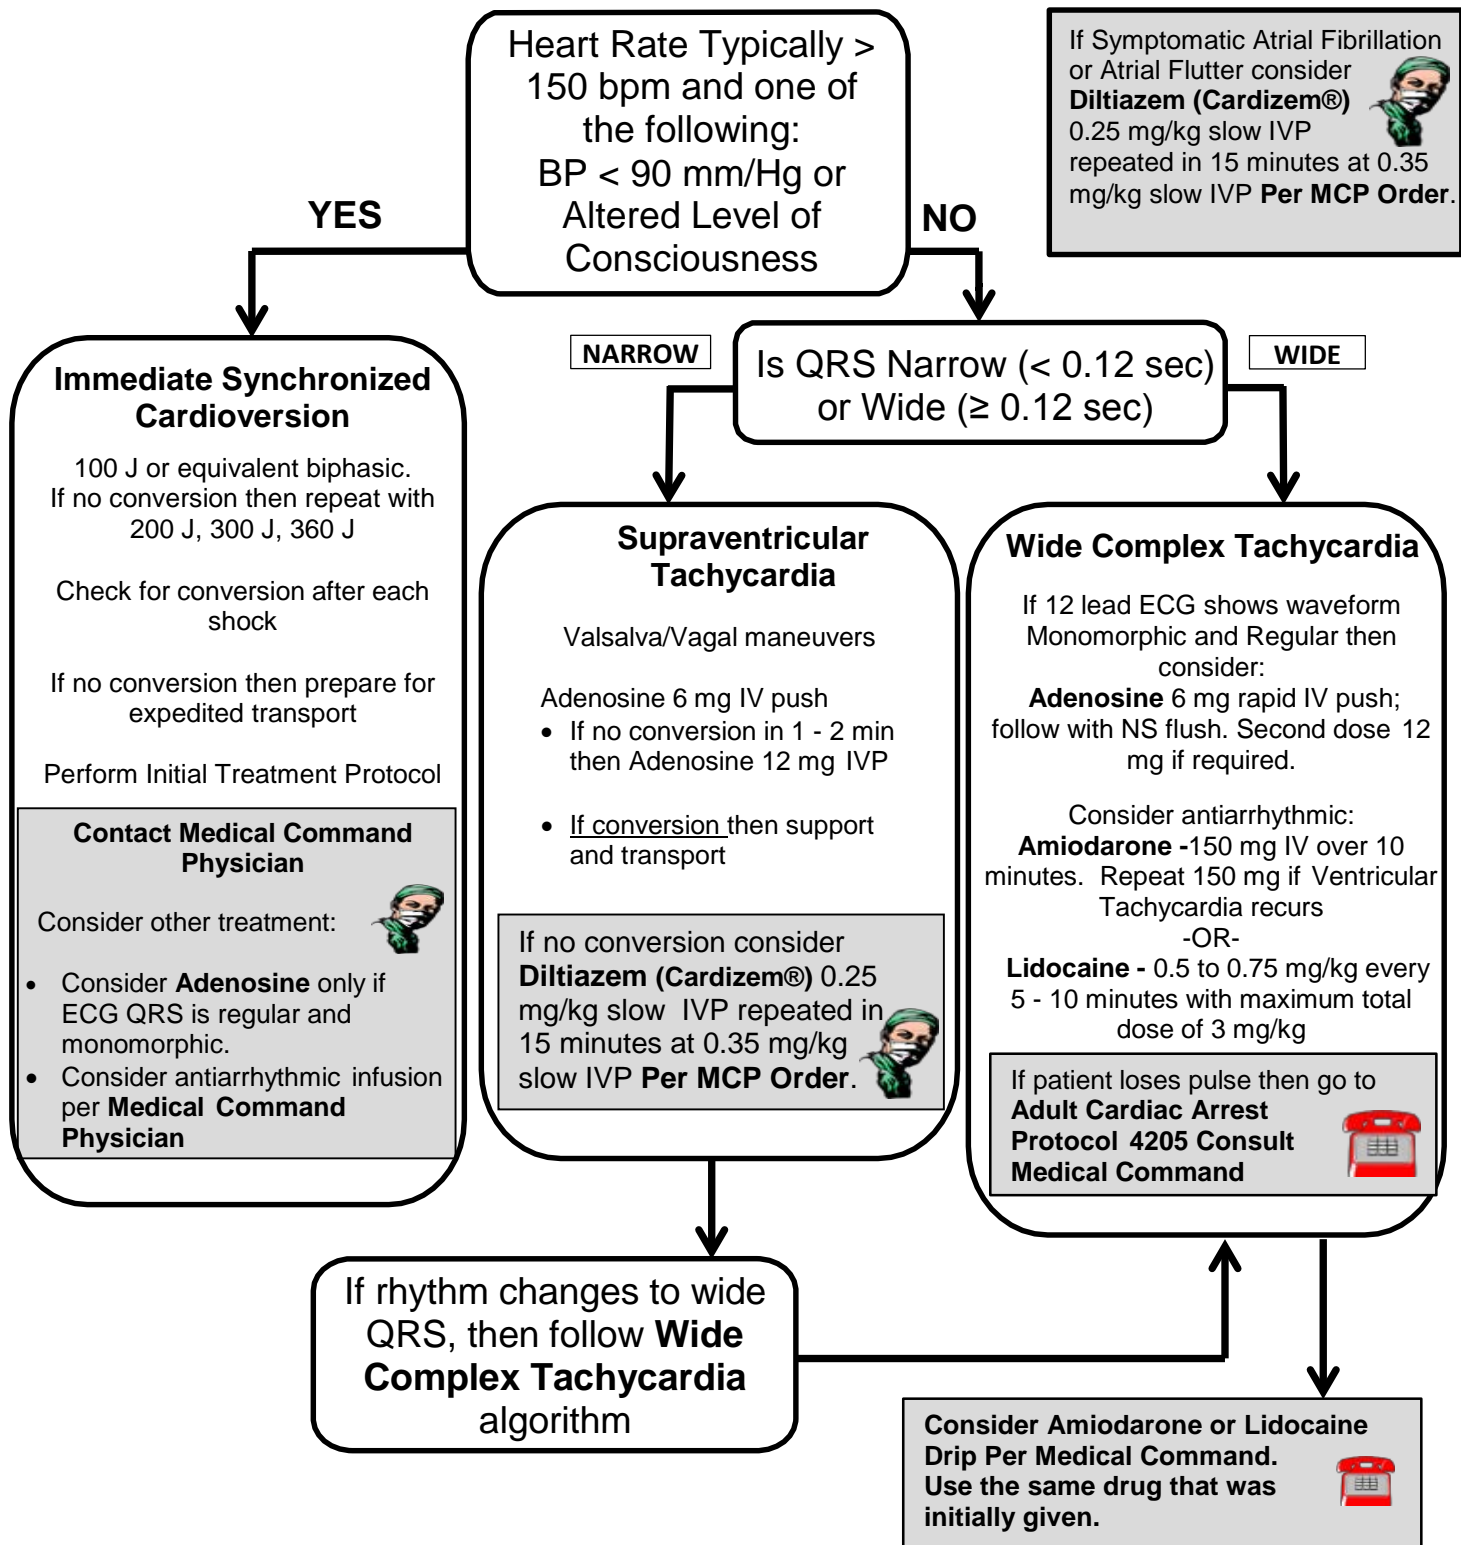 Heart Rate Typically >
150 bpm and one of
the following:
BP < 90 mm/Hg or
Altered Level of
Consciousness
If Symptomatic Atrial Fibrillation
or Atrial Flutter consider
Diltiazem (Cardizem®)
0.25 mg/kg slow IVP
repeated in 15 minutes at 0.35
mg/kg slow IVP Per MCP Order.
YES
NO
NARROW
Is QRS Narrow (< 0.12 sec)
or Wide (≥ 0.12 sec)
WIDE
Immediate Synchronized
Cardioversion
100 J or equivalent biphasic.
If no conversion then repeat with
200 J, 300 J, 360 J
Check for conversion after each
shock
If no conversion then prepare for
expedited transport
Perform Initial Treatment Protocol
Contact Medical Command
Physician
Consider other treatment:
• Consider Adenosine only if
ECG QRS is regular and
monomorphic.
• Consider antiarrhythmic infusion
per Medical Command
Physician
Supraventricular
Tachycardia
Valsalva/Vagal maneuvers
Adenosine 6 mg IV push
• If no conversion in 1 - 2 min
then Adenosine 12 mg IVP
• If conversion then support
and transport
If no conversion consider
Diltiazem (Cardizem®) 0.25
mg/kg slow IVP repeated in
15 minutes at 0.35 mg/kg
slow IVP Per MCP Order.
Wide Complex Tachycardia
If 12 lead ECG shows waveform
Monomorphic and Regular then
consider:
Adenosine 6 mg rapid IV push;
follow with NS flush. Second dose 12
mg if required.
Consider antiarrhythmic:
Amiodarone -150 mg IV over 10
minutes. Repeat 150 mg if Ventricular
Tachycardia recurs
-OR-
Lidocaine - 0.5 to 0.75 mg/kg every
5 - 10 minutes with maximum total
dose of 3 mg/kg
If patient loses pulse then go to
Adult Cardiac Arrest
Protocol 4205 Consult
Medical Command
If rhythm changes to wide
QRS, then follow Wide
Complex Tachycardia
algorithm
Consider Amiodarone or Lidocaine
Drip Per Medical Command.
Use the same drug that was
initially given.